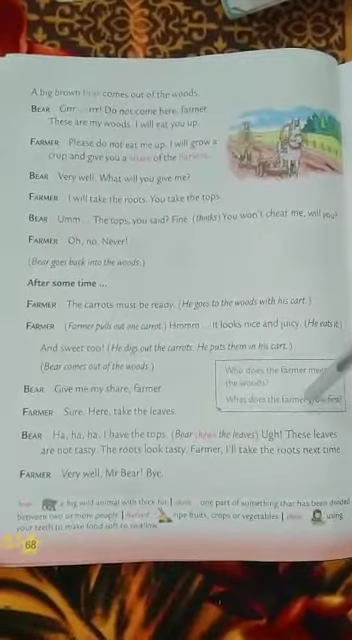 A big brown bear comes out of the woods.
BEAR Grrr ... rrr! Do not come here, farmer.
These are my woods. I will eat you up.
FARMER Please do not eat me up. I will grow a
crop and give you a share of the harvest.
BEAR Very well. What will you give me?
FARMER I will take the roots. You take the tops.
BEAR Umm ... The tops, you said? Fine. (thinks) You won't cheat me, will you?
FARMER Oh, no. Never!
(Bear goes back into the woods.)
After some time ...
FARMER The carrots must be ready. (He goes to the woods with his cart.)
FARMER (Farmer pulls out one carrot.) Hmmm ... It looks nice and juicy. (He eats it.)
And sweet too! (He digs out the carrots. He puts them in his cart.)
(Bear comes out of the woods.)
Who does the farmer meet
the woods?
What does the farmer grow first
BEAR Give me my share, farmer.
FARMER Sure. Here, take the leaves.
BEAR Ha, ha, ha, I have the tops. (Bear chews the leaves) Ugh! These leaves
are not tasty. The roots look tasty. Farmer, I'll take the roots next time.
FARMER Very well, Mr Bear! Bye.
bear a big wild animal with thick fur | share one part of something that has been divided
between two or more people | harvest ripe fruits, crops or vegetables | chew using
your teeth to make food soft to swallow
68